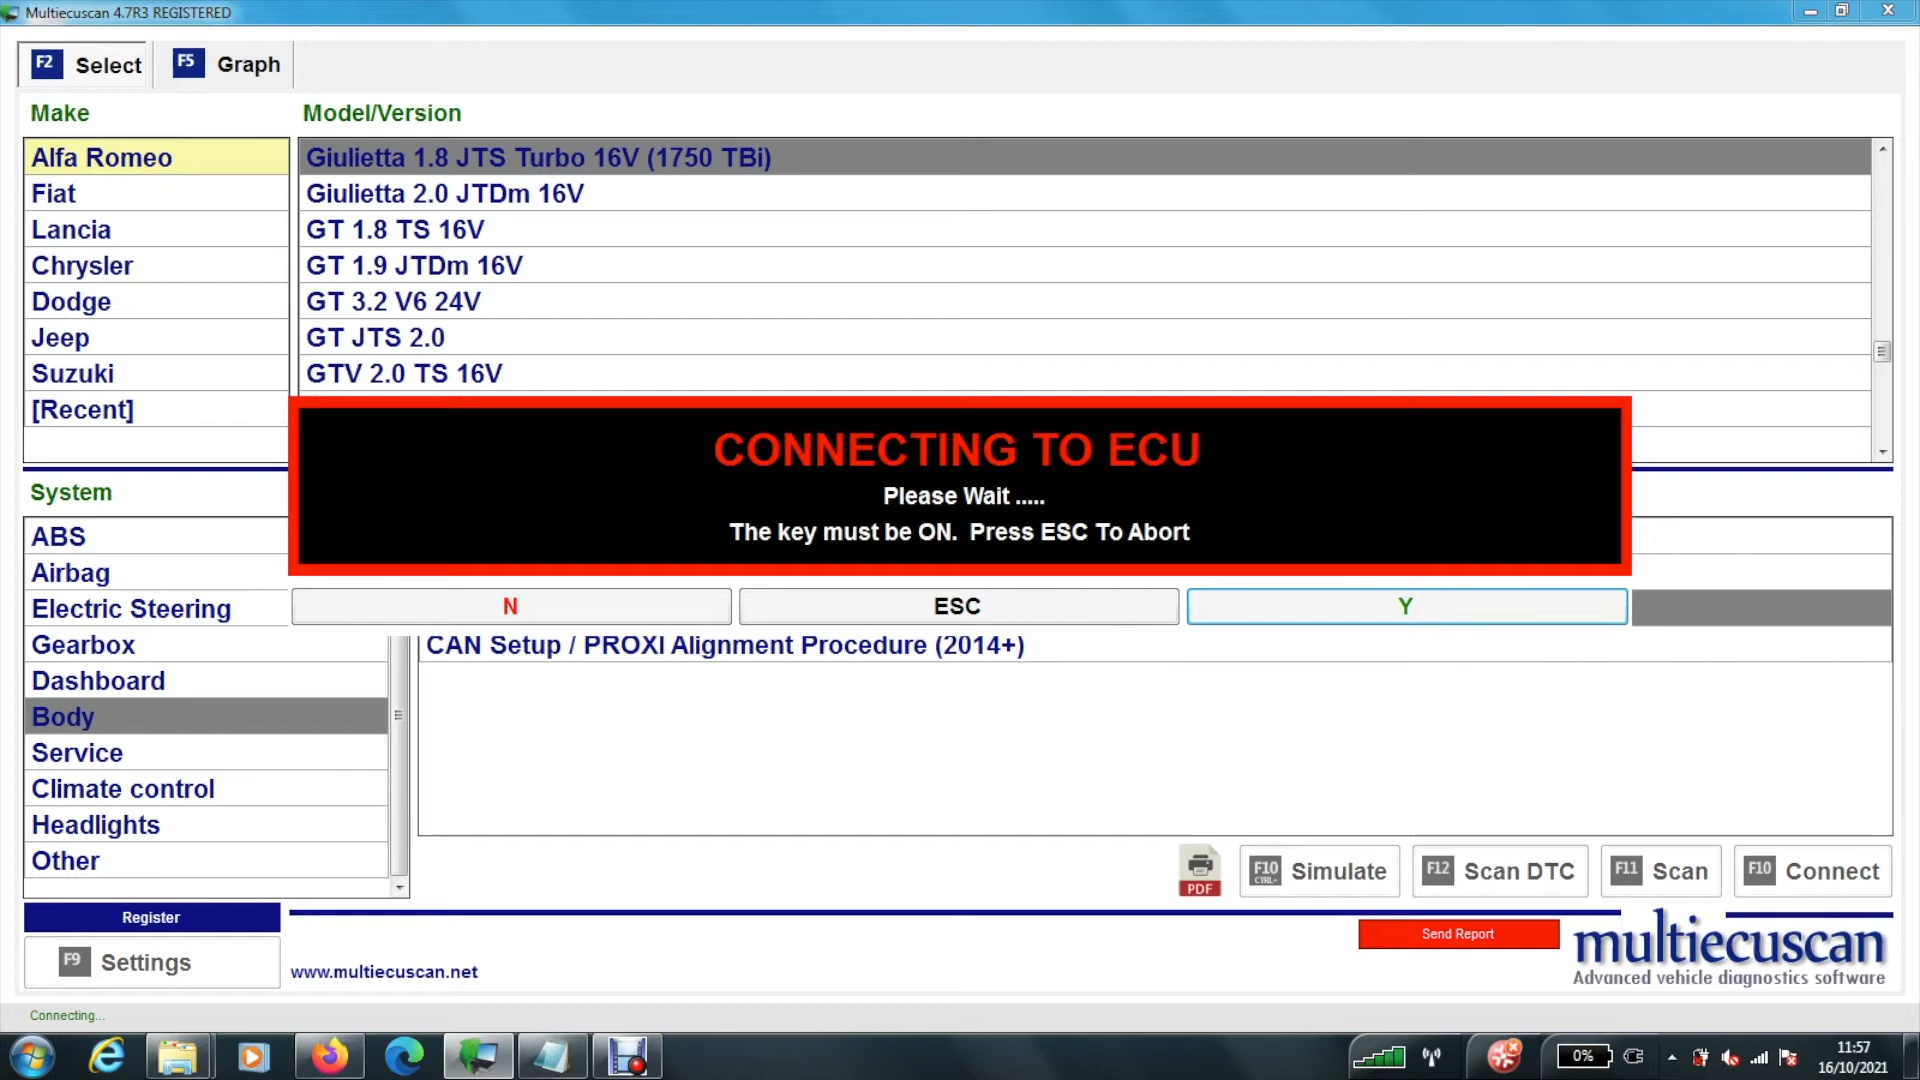 Multiecuscan 4.7R3 REGISTERED
F2 Select
F5 Graph
Make
Model/Version
Alfa Romeo
Fiat
Lancia
Chrysler
Dodge
Jeep
Suzuki
[Recent]
Giulietta 1.8 JTS Turbo 16V (1750 TBi)
Giulietta 2.0 JTDm 16V
GT 1.8 TS 16V
GT 1.9 JTDm 16V
GT 3.2 V6 24V
GT JTS 2.0
GTV 2.0 TS 16V
CONNECTING TO ECU
Please Wait .....
The key must be ON.  Press ESC To Abort
N
ESC
Y
System
ABS
Airbag
Electric Steering
Gearbox
Dashboard
Body
Service
Climate control
Headlights
Other
CAN Setup / PROXI Alignment Procedure (2014+)
PDF
F10 CTRL+ Simulate
F12 Scan DTC
F11 Scan
F10 Connect
Register
F9 Settings
www.multiecuscan.net
Send Report
multiecuscan
Advanced vehicle diagnostics software
Connecting...
0%
11:57
16/10/2021